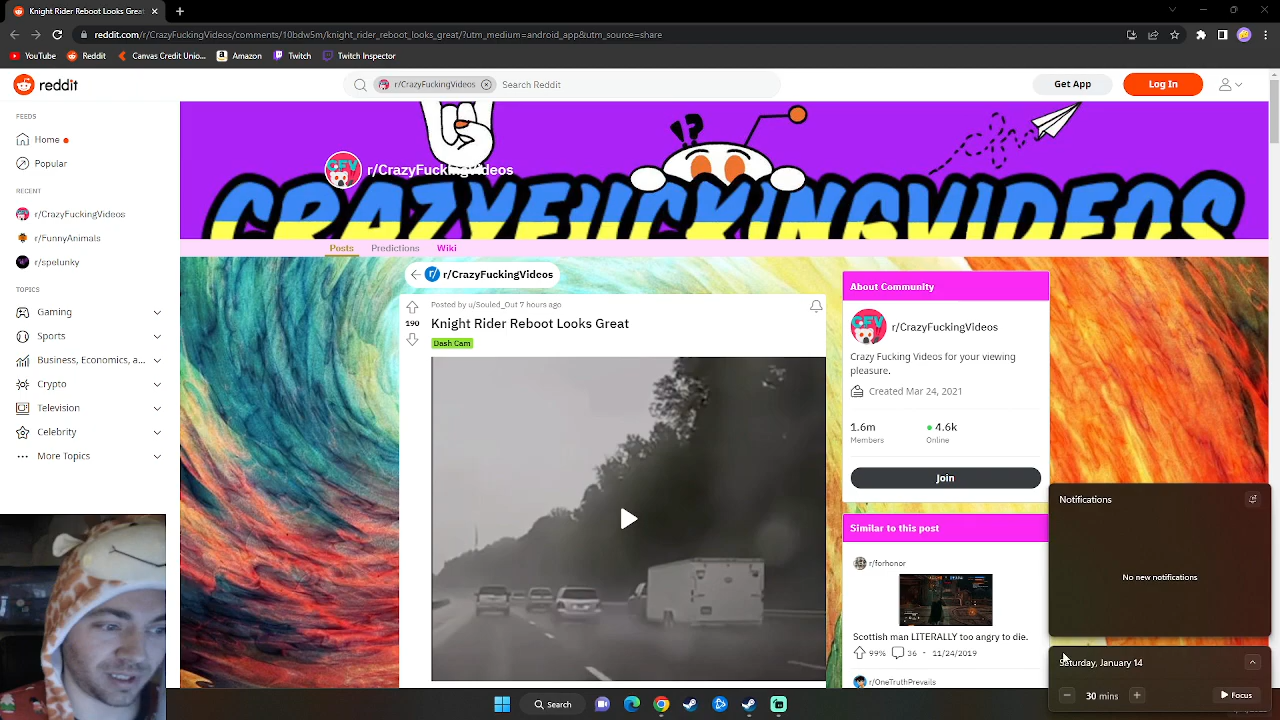 Knight Rider Reboot Looks Great
reddit.com/r/CrazyFuckingVideos/comments/10bdw5m/knight_rider_reboot_looks_great/?utm_medium=android_app&utm_source=share
YouTube
Reddit
Canvas Credit Unio...
Amazon
Twitch
Twitch Inspector
reddit
r/CrazyFuckingVideos
Search Reddit
Get App
Log In
FEEDS
Home
Popular
RECENT
r/CrazyFuckingVideos
r/FunnyAnimals
r/spelunky
TOPICS
Gaming
Sports
Business, Economics, a...
Crypto
Television
Celebrity
More Topics
!?
CFV
r/CrazyFuckingVideos
CRAZYFUCKINGVIDEOS
Posts
Predictions
Wiki
r/ r/CrazyFuckingVideos
190
Posted by u/Souled_Out 7 hours ago
Knight Rider Reboot Looks Great
Dash Cam
About Community
CFV
r/CrazyFuckingVideos
Crazy Fucking Videos for your viewing
pleasure.
Created Mar 24, 2021
1.6m
Members
4.6k
Online
Join
Similar to this post
r/forhonor
Scottish man LITERALLY too angry to die.
99% 36 - 11/24/2019
r/OneTruthPrevails
Notifications
No new notifications
Saturday, January 14
30 mins
Focus
Search